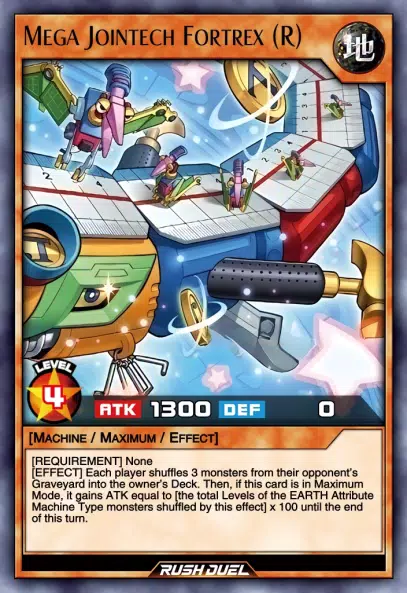 MEGA JOINTECH FORTREX (R)
地
LEVEL
4
ATK 1300 DEF 0
[MACHINE / MAXIMUM / EFFECT]
[REQUIREMENT] None
[EFFECT] Each player shuffles 3 monsters from their opponent's
Graveyard into the owner's Deck. Then, if this card is in Maximum
Mode, it gains ATK equal to [the total Levels of the EARTH Attribute
Machine Type monsters shuffled by this effect] x 100 until the end
of this turn.
RUSH DUEL